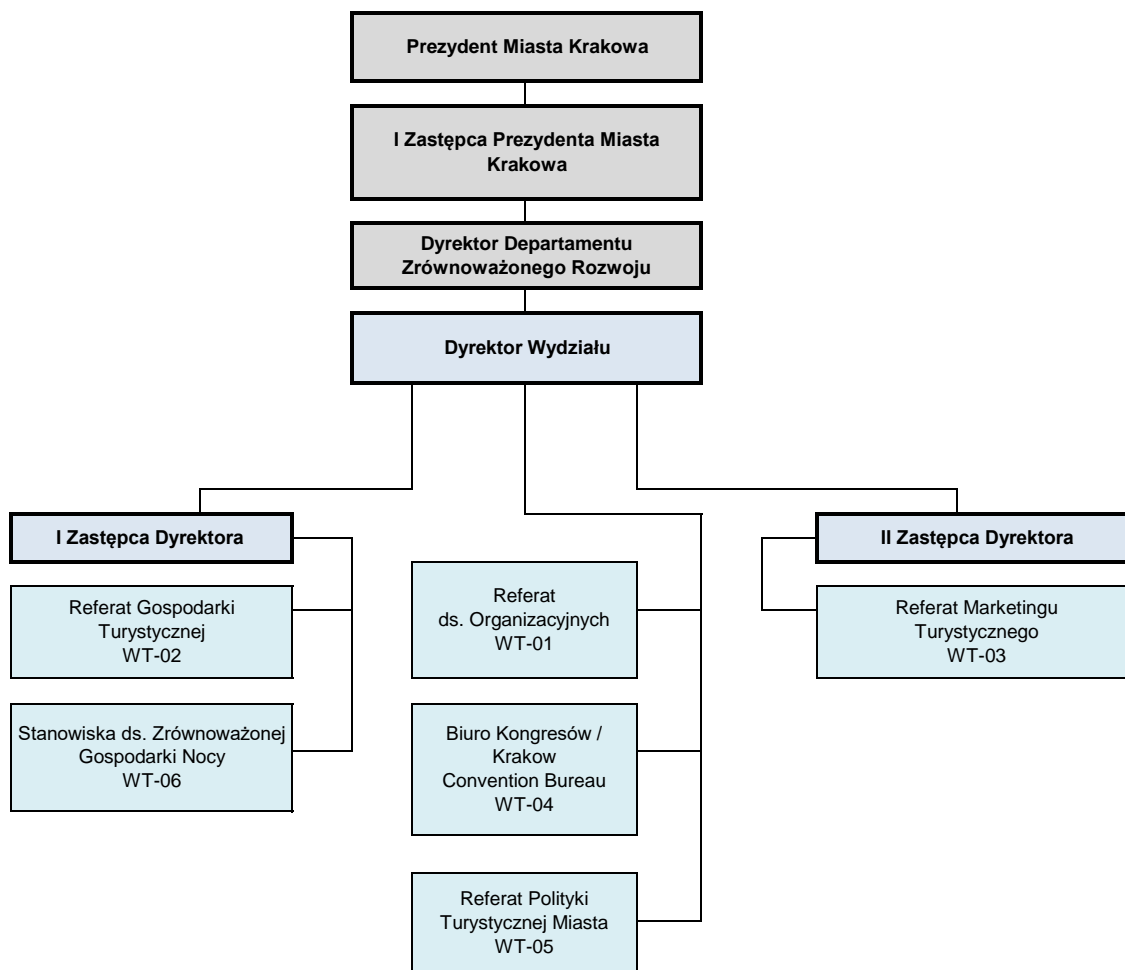 Prezydent Miasta Krakowa
I Zastępca Prezydenta Miasta
Krakowa
Dyrektor Departamentu
Zrównoważonego Rozwoju
Dyrektor Wydziału
I Zastępca Dyrektora
Referat Gospodarki
Turystycznej
WT-02
Stanowiska ds. Zrównoważonej
Gospodarki Nocy
WT-06
Referat
ds. Organizacyjnych
WT-01
Biuro Kongresów /
Krakow
Convention Bureau
WT-04
Referat Polityki
Turystycznej Miasta
WT-05
II Zastępca Dyrektora
Referat Marketingu
Turystycznego
WT-03